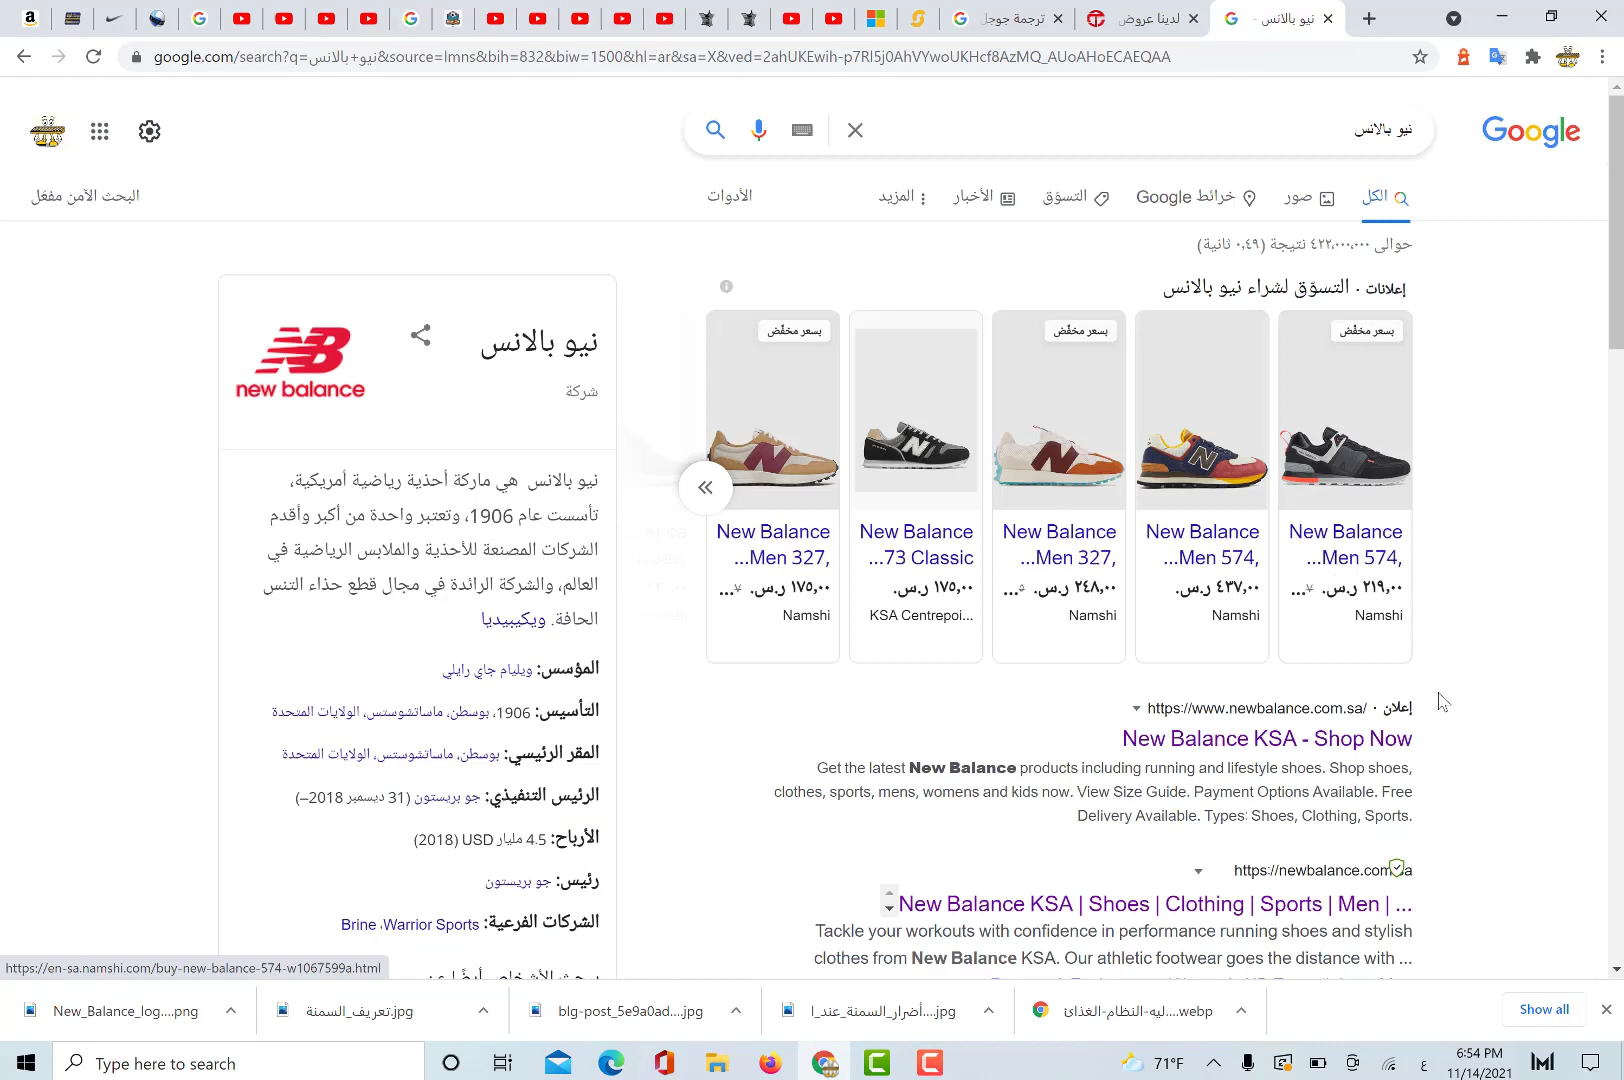 ترجمة جوجل
لدينا عروض
نيو بالانس -
google.com/search?q=نيو+بالانس&source=lmns&bih=832&biw=1500&hl=ar&sa=X&ved=2ahUKEwih-p7Rl5j0AhVYwoUKHcf8AzMQ_AUoAHoECAEQAA
Google
نيو بالانس
الكل
صور
خرائط Google
التسوّق
الأخبار
المزيد
الأدوات
البحث الآمن مفعّل
حوالى ٤٢٢,٠٠٠,٠٠٠ نتيجة (٠,٤٩ ثانية)
إعلانات · التسوّق لشراء نيو بالانس
بسعر مخفّض
New Balance
Men 574,...
٢١٩,٠٠ ر.س. ...
Namshi
New Balance
Men 574,...
٤٣٧,٠٠ ر.س.
Namshi
بسعر مخفّض
New Balance
Men 327,...
٢٤٨,٠٠ ر.س. ...
Namshi
New Balance
73 Classic...
١٧٥,٠٠ ر.س.
KSA Centrepoi...
بسعر مخفّض
New Balance
Men 327,...
١٧٥,٠٠ ر.س. ...
Namshi
إعلان · https://www.newbalance.com.sa/
New Balance KSA - Shop Now
Get the latest New Balance products including running and lifestyle shoes. Shop shoes,
clothes, sports, mens, womens and kids now. View Size Guide. Payment Options Available. Free
Delivery Available. Types: Shoes, Clothing, Sports.
https://newbalance.com
New Balance KSA | Shoes | Clothing | Sports | Men | ...
Tackle your workouts with confidence in performance running shoes and stylish
clothes from New Balance KSA. Our athletic footwear goes the distance with ...
نيو بالانس
شركة
new balance
نيو بالانس هي ماركة أحذية رياضية أمريكية،
تأسست عام 1906، وتعتبر واحدة من أكبر وأقدم
الشركات المصنعة للأحذية والملابس الرياضية في
العالم، والشركة الرائدة في مجال قطع حذاء التنس
الحافة. ويكيبيديا
المؤسس: ويليام جاي رايلي
التأسيس: 1906، بوسطن، ماساتشوستس، الولايات المتحدة
المقر الرئيسي: بوسطن، ماساتشوستس، الولايات المتحدة
الرئيس التنفيذي: جو بريستون (31 ديسمبر 2018–)
الأرباح: 4.5 مليار USD (2018)
رئيس: جو بريستون
الشركات الفرعية: Brine ،Warrior Sports
https://en-sa.namshi.com/buy-new-balance-574-w1067599a.html
New_Balance_log....png
تعريف_السمنة.jpg
blg-post_5e9a0ad....jpg
أضرار_السمنة_عند_ا....jpg
ليه-النظام-الغذائ....webp
Show all
Type here to search
71°F
ع
6:54 PM
11/14/2021